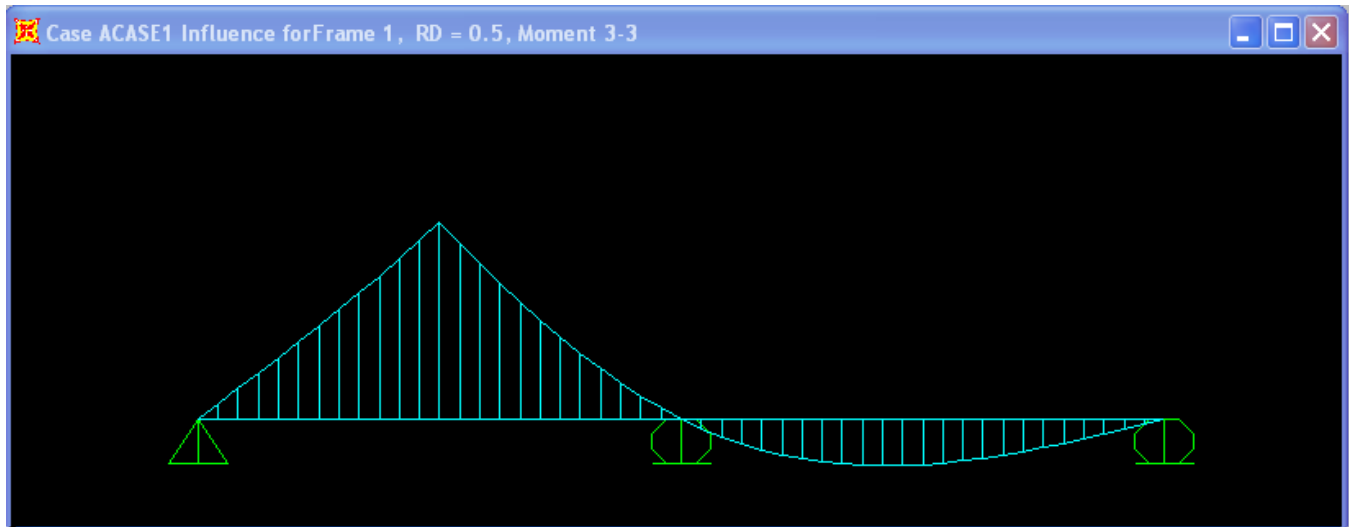 Case ACASE1 Influence forFrame 1, RD = 0.5, Moment 3-3